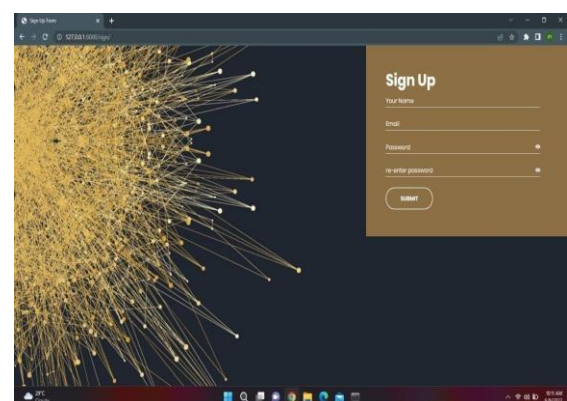 Sign Up Form
Sign Up
Your Name
Email
Password
re-enter password
SUBMIT